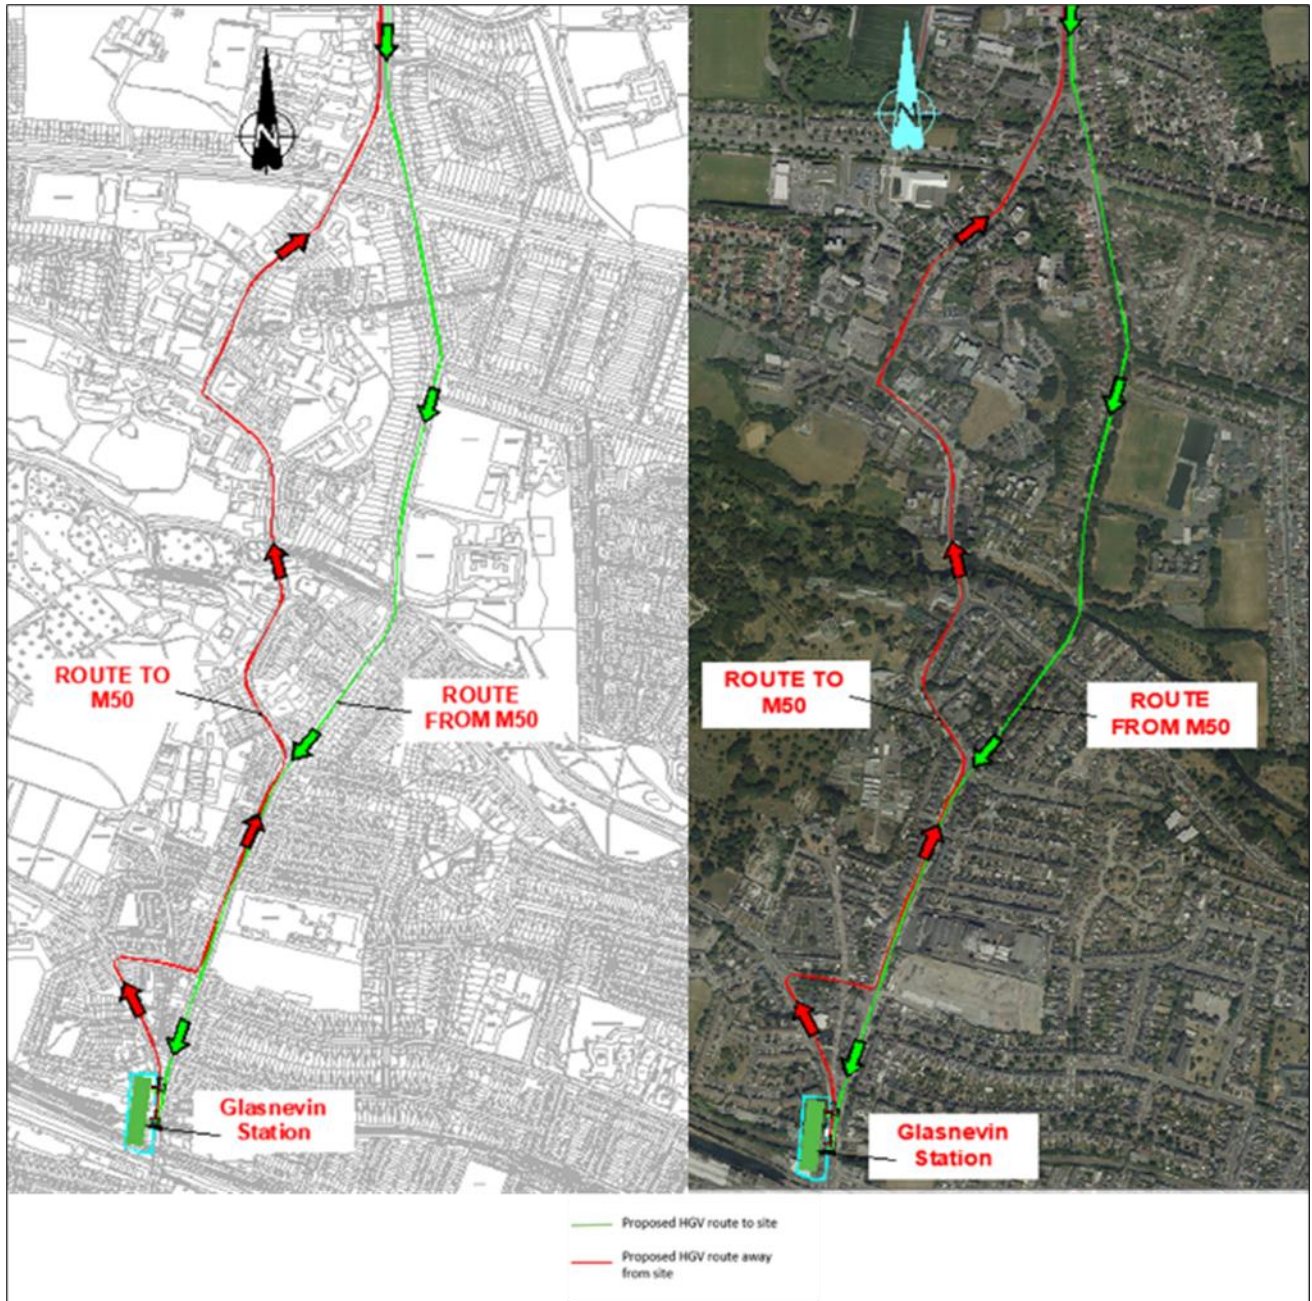 N
N
ROUTE TO
M50
ROUTE
FROM M50
Glasnevin
Station
ROUTE TO
M50
ROUTE
FROM M50
Glasnevin
Station
Proposed HGV route to site
Proposed HGV route away
from site